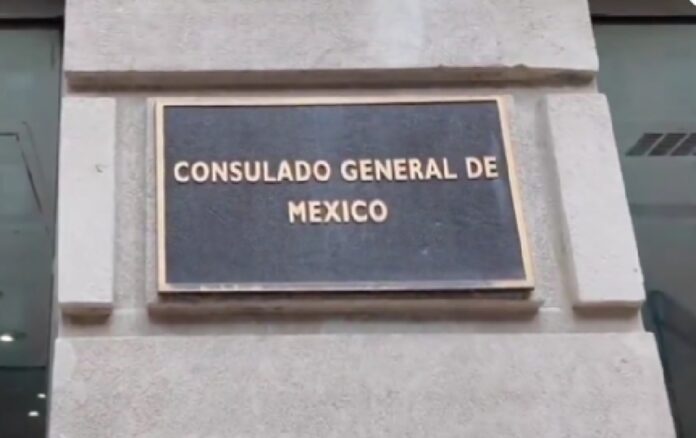 CONSULADO GENERAL DE
MEXICO